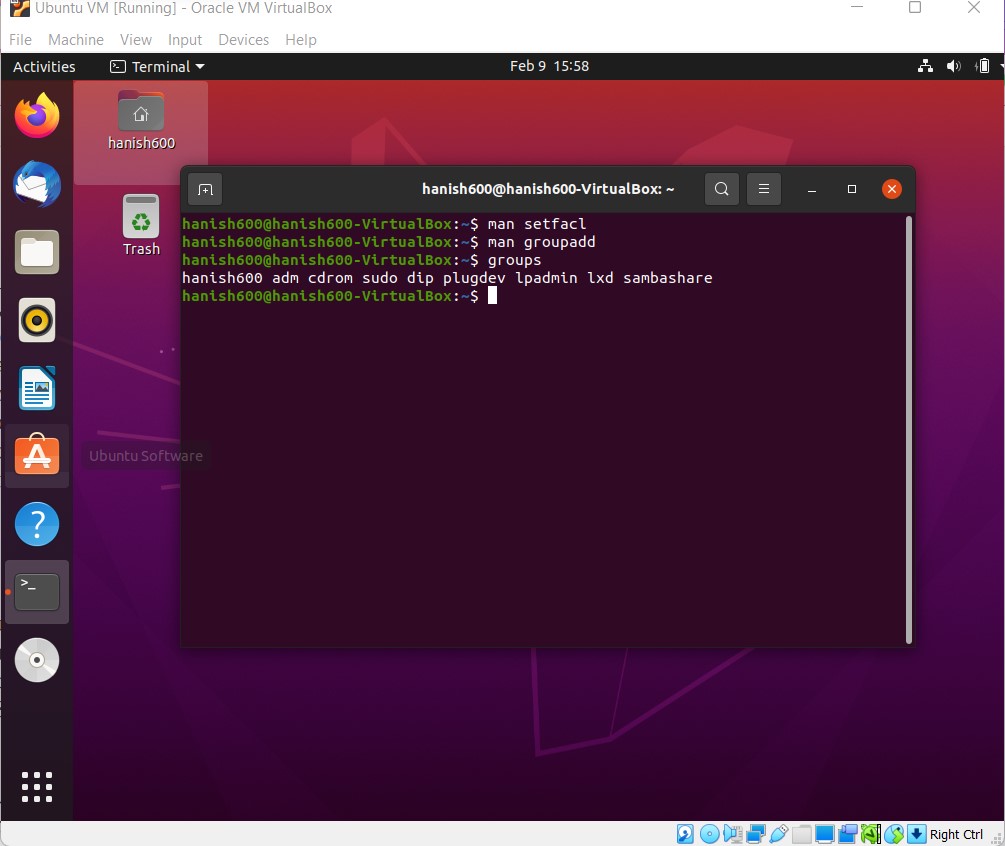 Ubuntu VM [Running] - Oracle VM VirtualBox
File Machine View Input Devices Help
Activities Terminal Feb 9 15:58
hanish600
Trash
hanish600@hanish600-VirtualBox: ~
hanish600@hanish600-VirtualBox:~$ man setfacl
hanish600@hanish600-VirtualBox:~$ man groupadd
hanish600@hanish600-VirtualBox:~$ groups
hanish600 adm cdrom sudo dip plugdev lpadmin lxd sambashare
hanish600@hanish600-VirtualBox:~$
Ubuntu Software
Right Ctrl